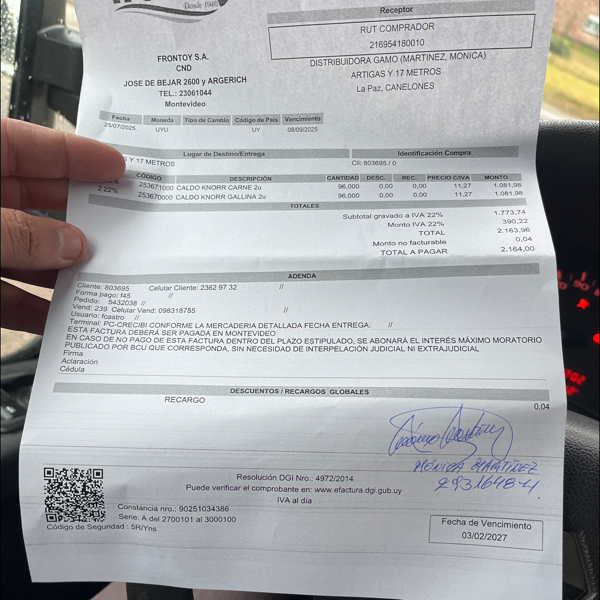 Desde 1946
Receptor
FRONTOY S.A.
CND
JOSE DE BEJAR 2600 y ARGERICH
TEL.: 23061044
Montevideo
RUT COMPRADOR
216954180010
DISTRIBUIDORA GAMO (MARTINEZ, MONICA)
ARTIGAS Y 17 METROS
La Paz, CANELONES
Fecha Moneda Tipo de Cambio Código de País Vencimiento
25/07/2025 UYU UY 08/09/2025
Lugar de Destino/Entrega Identificación Compra
S Y 17 METROS Cli: 803695 / 0
CÓDIGO DESCRIPCIÓN CANTIDAD DESC. REC. PRECIO C/IVA MONTO
253671000 CALDO KNORR CARNE 2u 96,000 0,00 0,00 11,27 1.081,98
2 22% 253670000 CALDO KNORR GALLINA 2u 96,000 0,00 0,00 11,27 1.081,98
TOTALES
Subtotal gravado a IVA 22% 1.773,74
Monto IVA 22% 390,22
TOTAL 2.163,96
Monto no facturable 0,04
TOTAL A PAGAR 2.164,00
ADENDA
Cliente: 803695 Celular Cliente: 2362 97 32 //
Forma pago: f45 //
Pedido: 5432038 //
Vend: 239 Celular Vend: 098318785 //
Usuario: fcastro //
Terminal: PC-CRECIBI CONFORME LA MERCADERIA DETALLADA FECHA ENTREGA: //
ESTA FACTURA DEBERÁ SER PAGADA EN MONTEVIDEO
EN CASO DE NO PAGO DE ESTA FACTURA DENTRO DEL PLAZO ESTIPULADO, SE ABONARÁ EL INTERÉS MÁXIMO MORATORIO
PUBLICADO POR BCU QUE CORRESPONDA, SIN NECESIDAD DE INTERPELACIÓN JUDICIAL NI EXTRAJUDICIAL
Firma
Aclaración
Cédula
DESCUENTOS / RECARGOS GLOBALES
RECARGO 0,04
MÓNICA MARTÍNEZ
2931648-4
Resolución DGI Nro.: 4972/2014
Puede verificar el comprobante en: www.efactura.dgi.gub.uy
IVA al día
Constancia nro.: 90251034386
Serie: A del 2700101 al 3000100
Código de Seguridad : 5R/Yns
Fecha de Vencimiento
03/02/2027